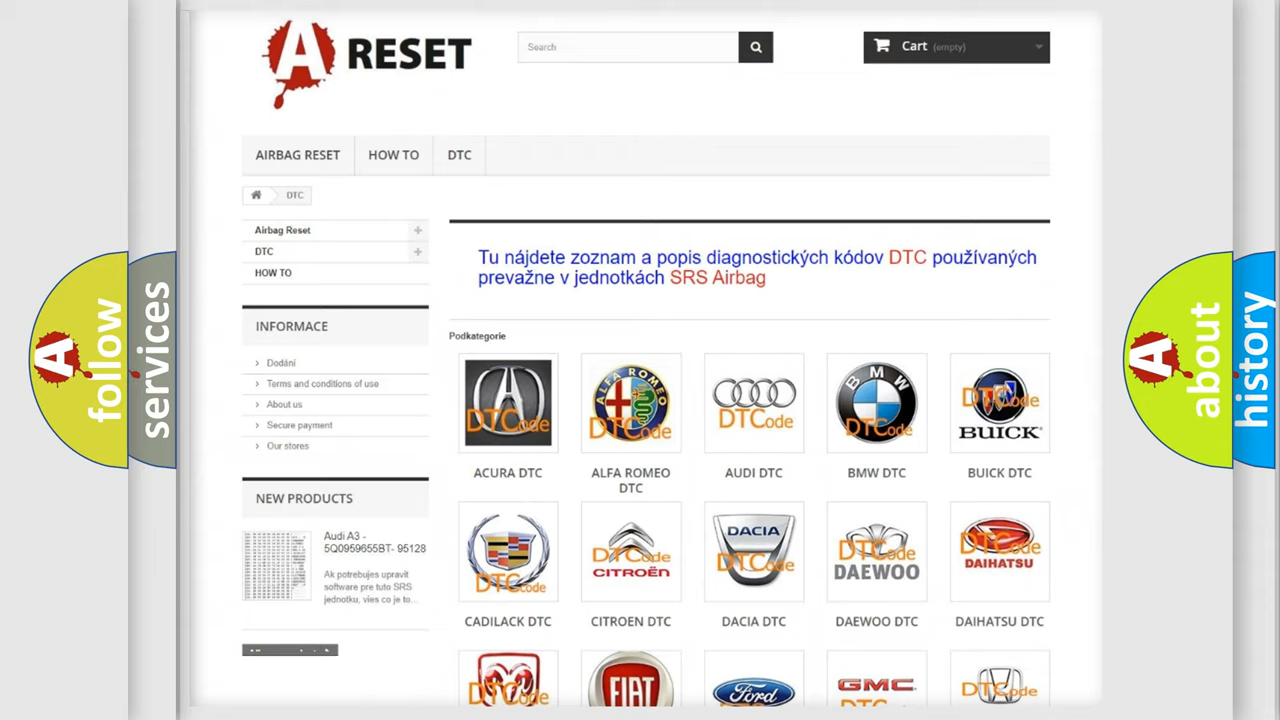 A RESET
Search
Cart (empty)
AIRBAG RESET
HOW TO
DTC
DTC
Airbag Reset
DTC
HOW TO
INFORMACE
Dodání
Terms and conditions of use
About us
Secure payment
Our stores
NEW PRODUCTS
Audi A3 -
5Q0959655BT- 95128
Ak potrebujes upravit
software pre tuto SRS
jednotku, vies co je to...
Tu nájdete zoznam a popis diagnostických kódov DTC používaných
prevažne v jednotkách SRS Airbag
Podkategorie
DTCode
ALFA ROMEO
DTCode
DTCode
BMW
DTCode
DTCode
BUICK
ACURA DTC
ALFA ROMEO
DTC
AUDI DTC
BMW DTC
BUICK DTC
DTCode
DTCode
CITROËN
DACIA
DTCode
DTCode
DAEWOO
DTCode
DAIHATSU
CADILACK DTC
CITROEN DTC
DACIA DTC
DAEWOO DTC
DAIHATSU DTC
DTCode
FIAT
Ford
GMC
DTCode
A follow
services
A about
history